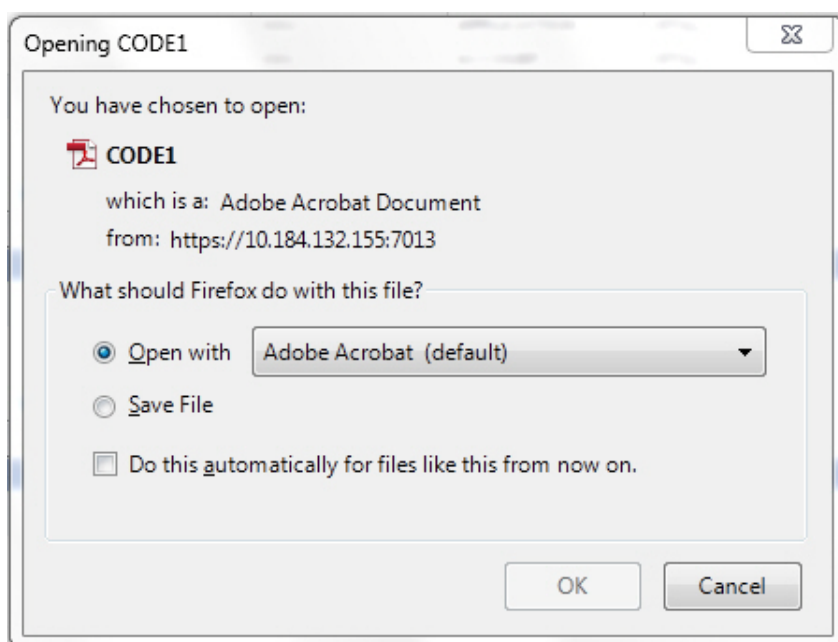 Opening CODE1
You have chosen to open:
CODE1
which is a: Adobe Acrobat Document
from: https://10.184.132.155:7013
What should Firefox do with this file?
Open with Adobe Acrobat (default)
Save File
Do this automatically for files like this from now on.
OK Cancel